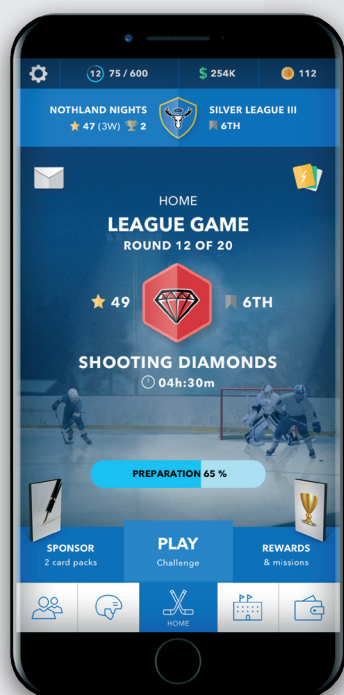 12 75 / 600 $ 254K 112
NOTHLAND NIGHTS
47 (3W) 2
SILVER LEAGUE III
6TH
HOME
LEAGUE GAME
ROUND 12 OF 20
49 6TH
SHOOTING DIAMONDS
04h:30m
PREPARATION 65 %
SPONSOR
2 card packs
PLAY
Challenge
REWARDS
& missions
HOME